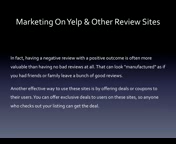 Marketing On Yelp & Other Review Sites
In fact, having a negative review with a positive outcome is often more
valuable than having no bad reviews at all. That can look "manufactured" as if
you had friends or family leave a bunch of good reviews.
Another effective way to use these sites is by offering deals or coupons to
their users. You can offer exclusive deals to users on these sites, so anyone
who checks out your listing can get the deal.